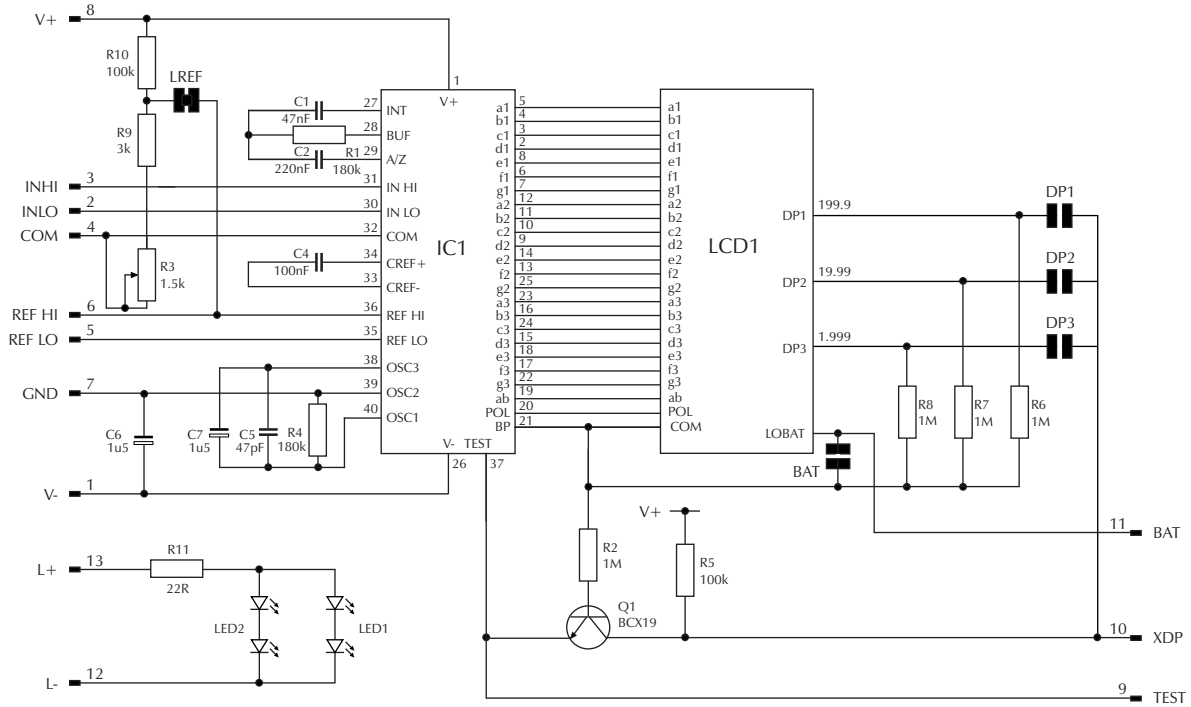 V+ 8
R10
100k
LREF
R9
3k
INHI 3
INLO 2
COM 4
R3
1.5k
REF HI 6
REF LO 5
GND 7
C6
1u5
C7
1u5
C5
47pF
R4
180k
V- 1
C1
47nF
C2
220nF
R1
180k
C4
100nF
1
V+
27 INT
28 BUF
29 A/Z
31 IN HI
30 IN LO
32 COM
34 CREF+
33 CREF-
36 REF HI
35 REF LO
38 OSC3
39 OSC2
40 OSC1
IC1
V- TEST
26 37
a1 5 a1
b1 4 b1
c1 3 c1
d1 2 d1
e1 8 e1
f1 6 f1
g1 7 g1
a2 12 a2
b2 11 b2
c2 10 c2
d2 9 d2
e2 14 e2
f2 13 f2
g2 25 g2
a3 23 a3
b3 16 b3
c3 24 c3
d3 15 d3
e3 18 e3
f3 17 f3
g3 22 g3
ab 19 ab
POL 20 POL
BP 21 COM
LCD1
DP1 199.9
DP2 19.99
DP3 1.999
LOBAT
DP1
DP2
DP3
R8
1M
R7
1M
R6
1M
BAT
V+
R2
1M
R5
100k
Q1
BCX19
11 BAT
10 XDP
9 TEST
L+ 13
R11
22R
LED2
LED1
L- 12